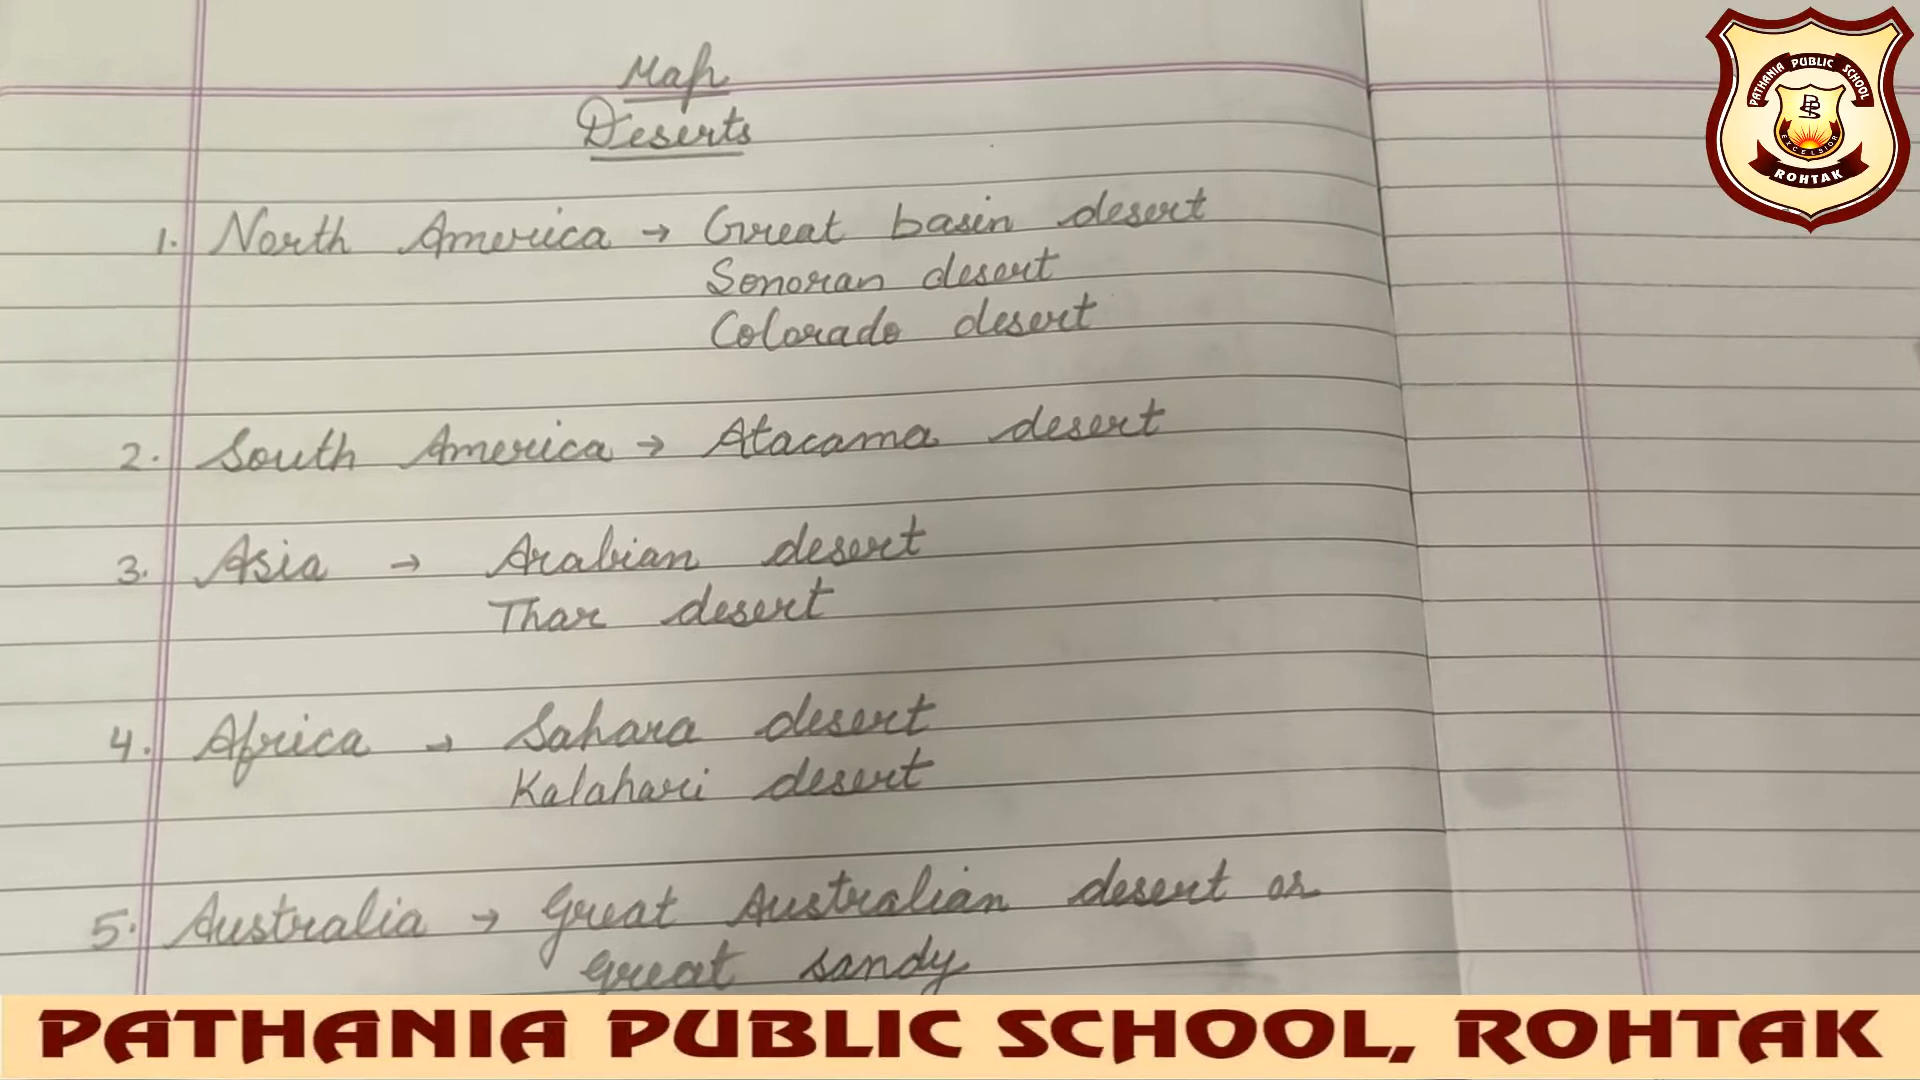 Map
Deserts
1. North America → Great basin desert
Sonoran desert
Colorado desert
2. South America → Atacama desert
3. Asia → Arabian desert
Thar desert
4. Africa → Sahara desert
Kalahari desert
5. Australia → Great Australian desert or
Great sandy
PATHANIA PUBLIC SCHOOL
EXCELSIOR
ROHTAK
PATHANIA PUBLIC SCHOOL, ROHTAK